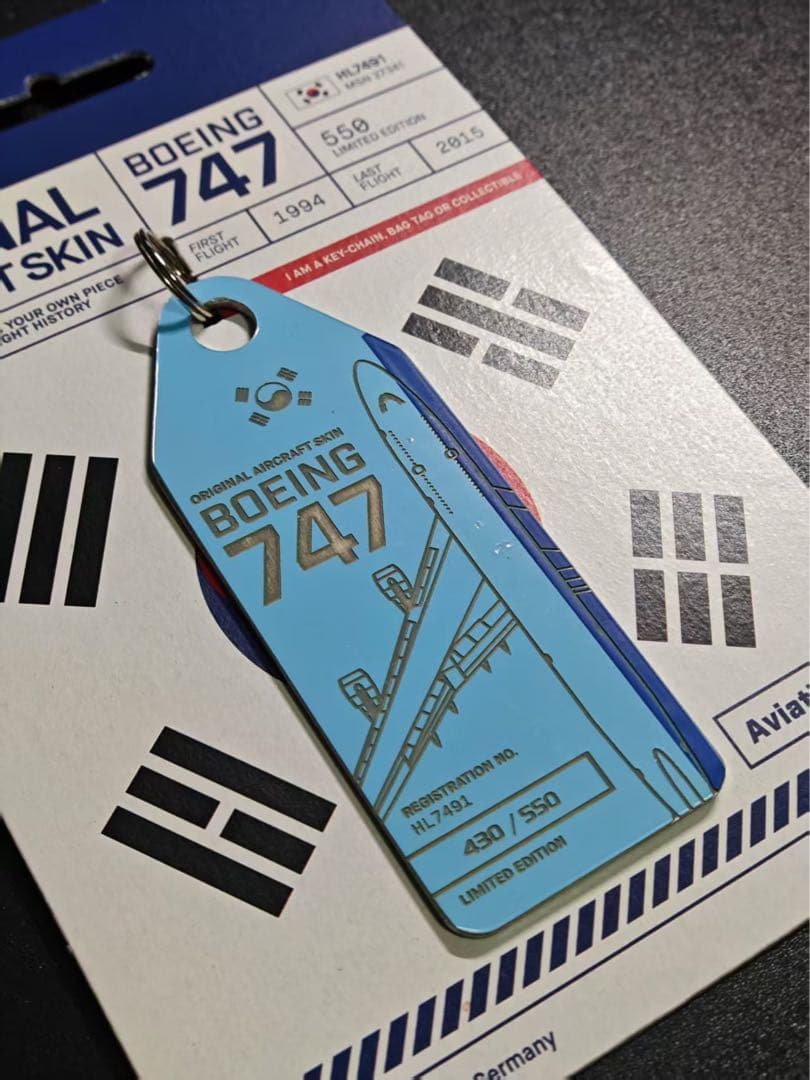 BOEING
747
HL7491
MSN 27341
550
LIMITED EDITION
FIRST
FLIGHT
1994
LAST
FLIGHT
2015
NAL
T SKIN
YOUR OWN PIECE
GHT HISTORY
I AM A KEY-CHAIN, BAG TAG OR COLLECTIBLE
ORIGINAL AIRCRAFT SKIN
BOEING
747
REGISTRATION NO.
HL7491
430 / 550
LIMITED EDITION
Aviat
Germany